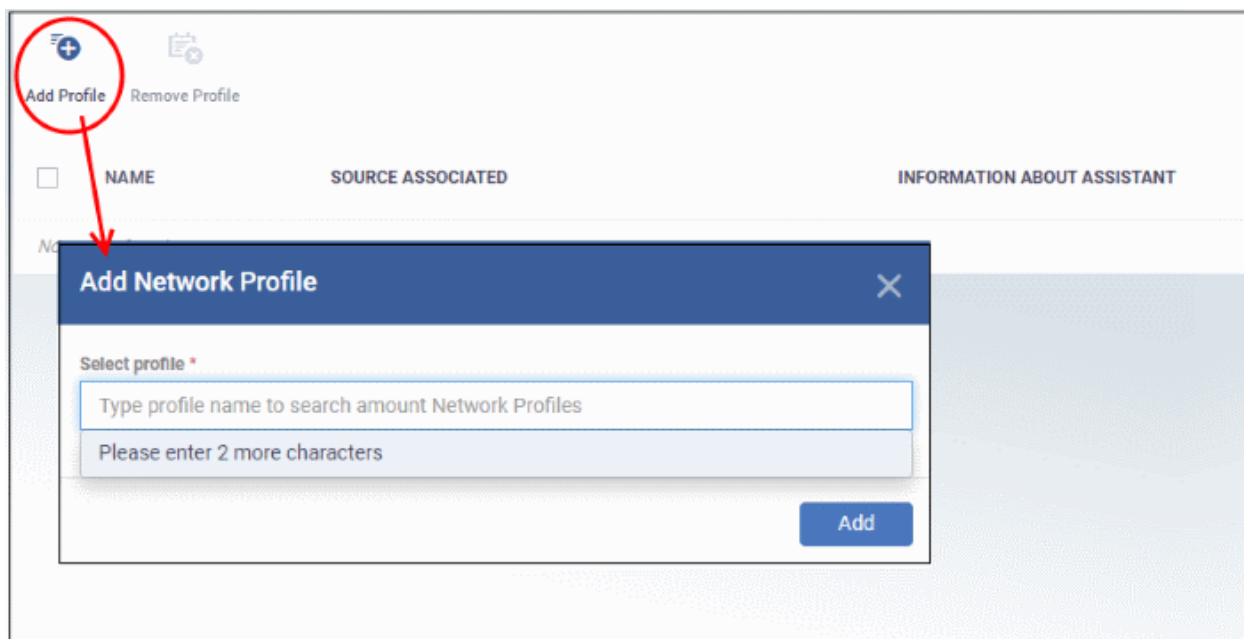 Add Profile Remove Profile
NAME SOURCE ASSOCIATED INFORMATION ABOUT ASSISTANT
No
Add Network Profile
Select profile *
Type profile name to search amount Network Profiles
Please enter 2 more characters
Add